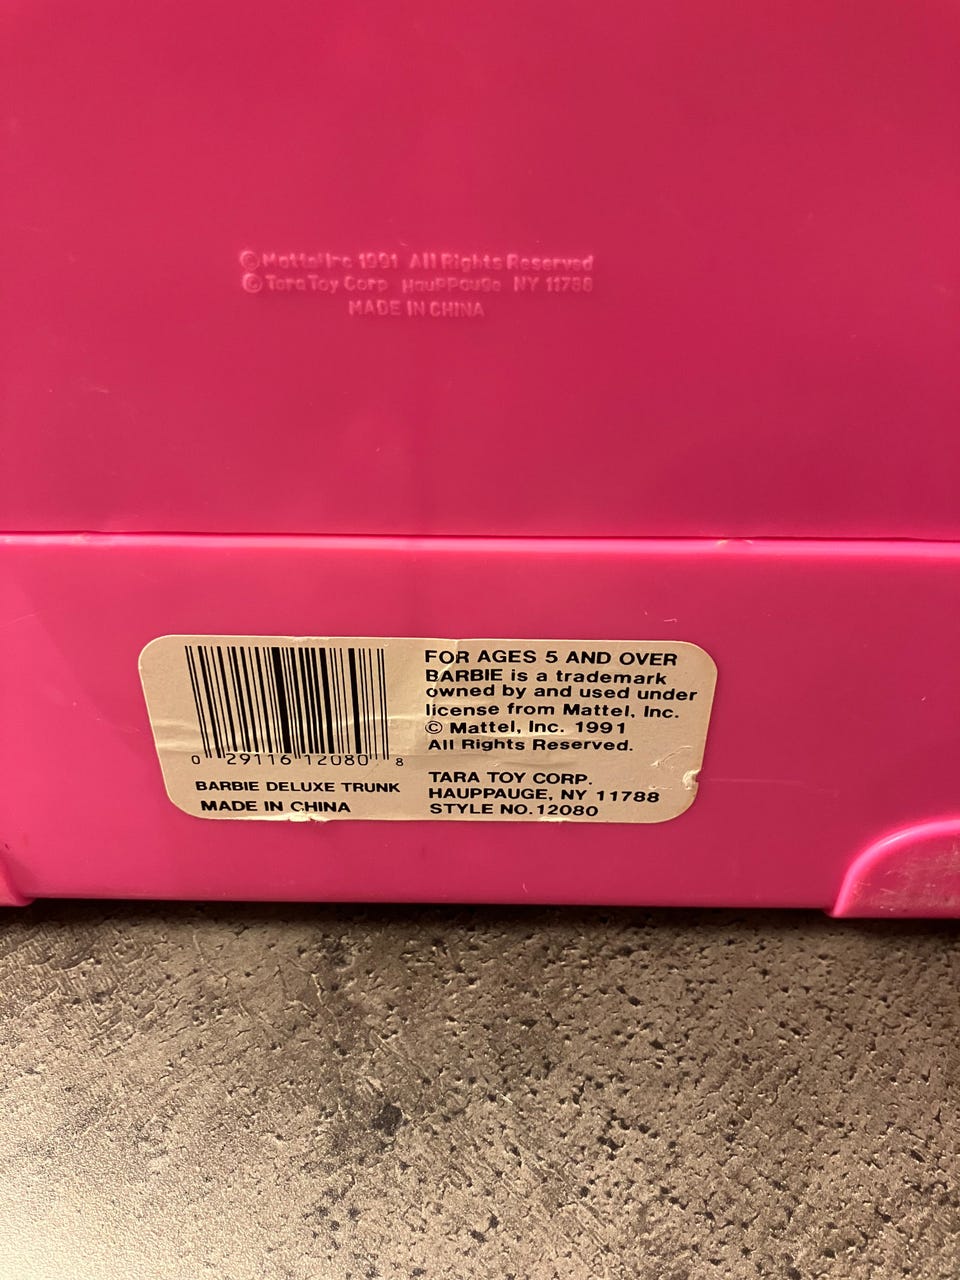 © Mattel Inc 1991 All Rights Reserved
© Tara Toy Corp HauPPauge NY 11788
MADE IN CHINA
FOR AGES 5 AND OVER
BARBIE is a trademark
owned by and used under
license from Mattel, Inc.
© Mattel, Inc. 1991
All Rights Reserved.
0 29116 12080 8
BARBIE DELUXE TRUNK
MADE IN CHINA
TARA TOY CORP.
HAUPPAUGE, NY 11788
STYLE NO. 12080